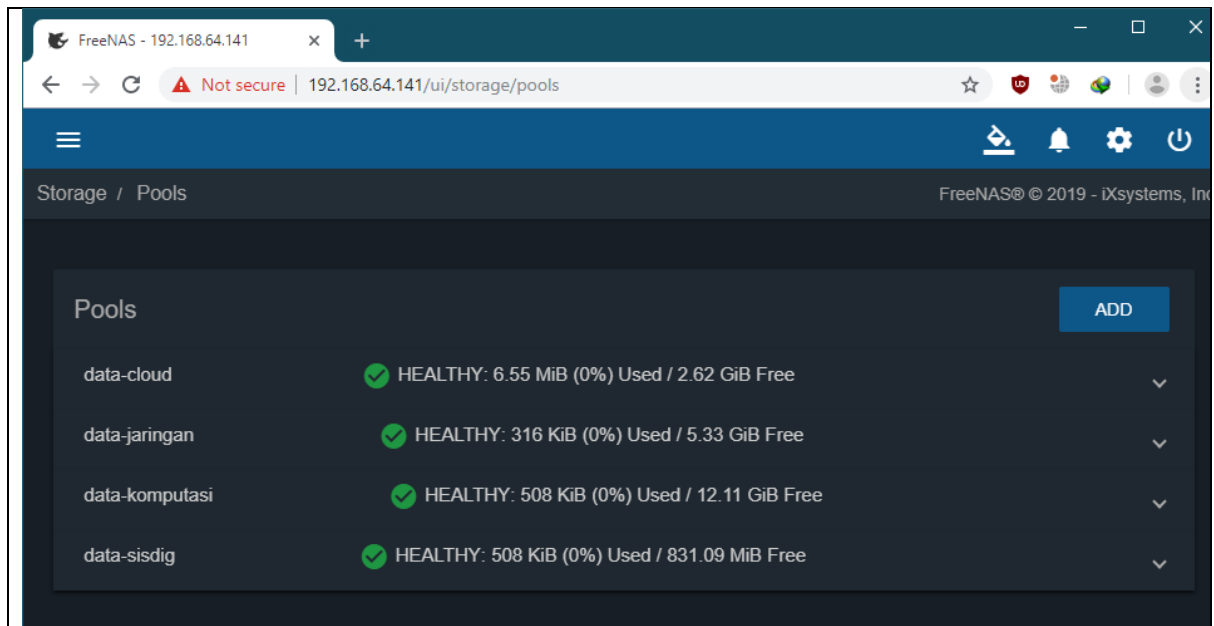 FreeNAS - 192.168.64.141
Not secure | 192.168.64.141/ui/storage/pools
Storage / Pools
FreeNAS® © 2019 - iXsystems, Inc
Pools
ADD
data-cloud HEALTHY: 6.55 MiB (0%) Used / 2.62 GiB Free
data-jaringan HEALTHY: 316 KiB (0%) Used / 5.33 GiB Free
data-komputasi HEALTHY: 508 KiB (0%) Used / 12.11 GiB Free
data-sisdig HEALTHY: 508 KiB (0%) Used / 831.09 MiB Free